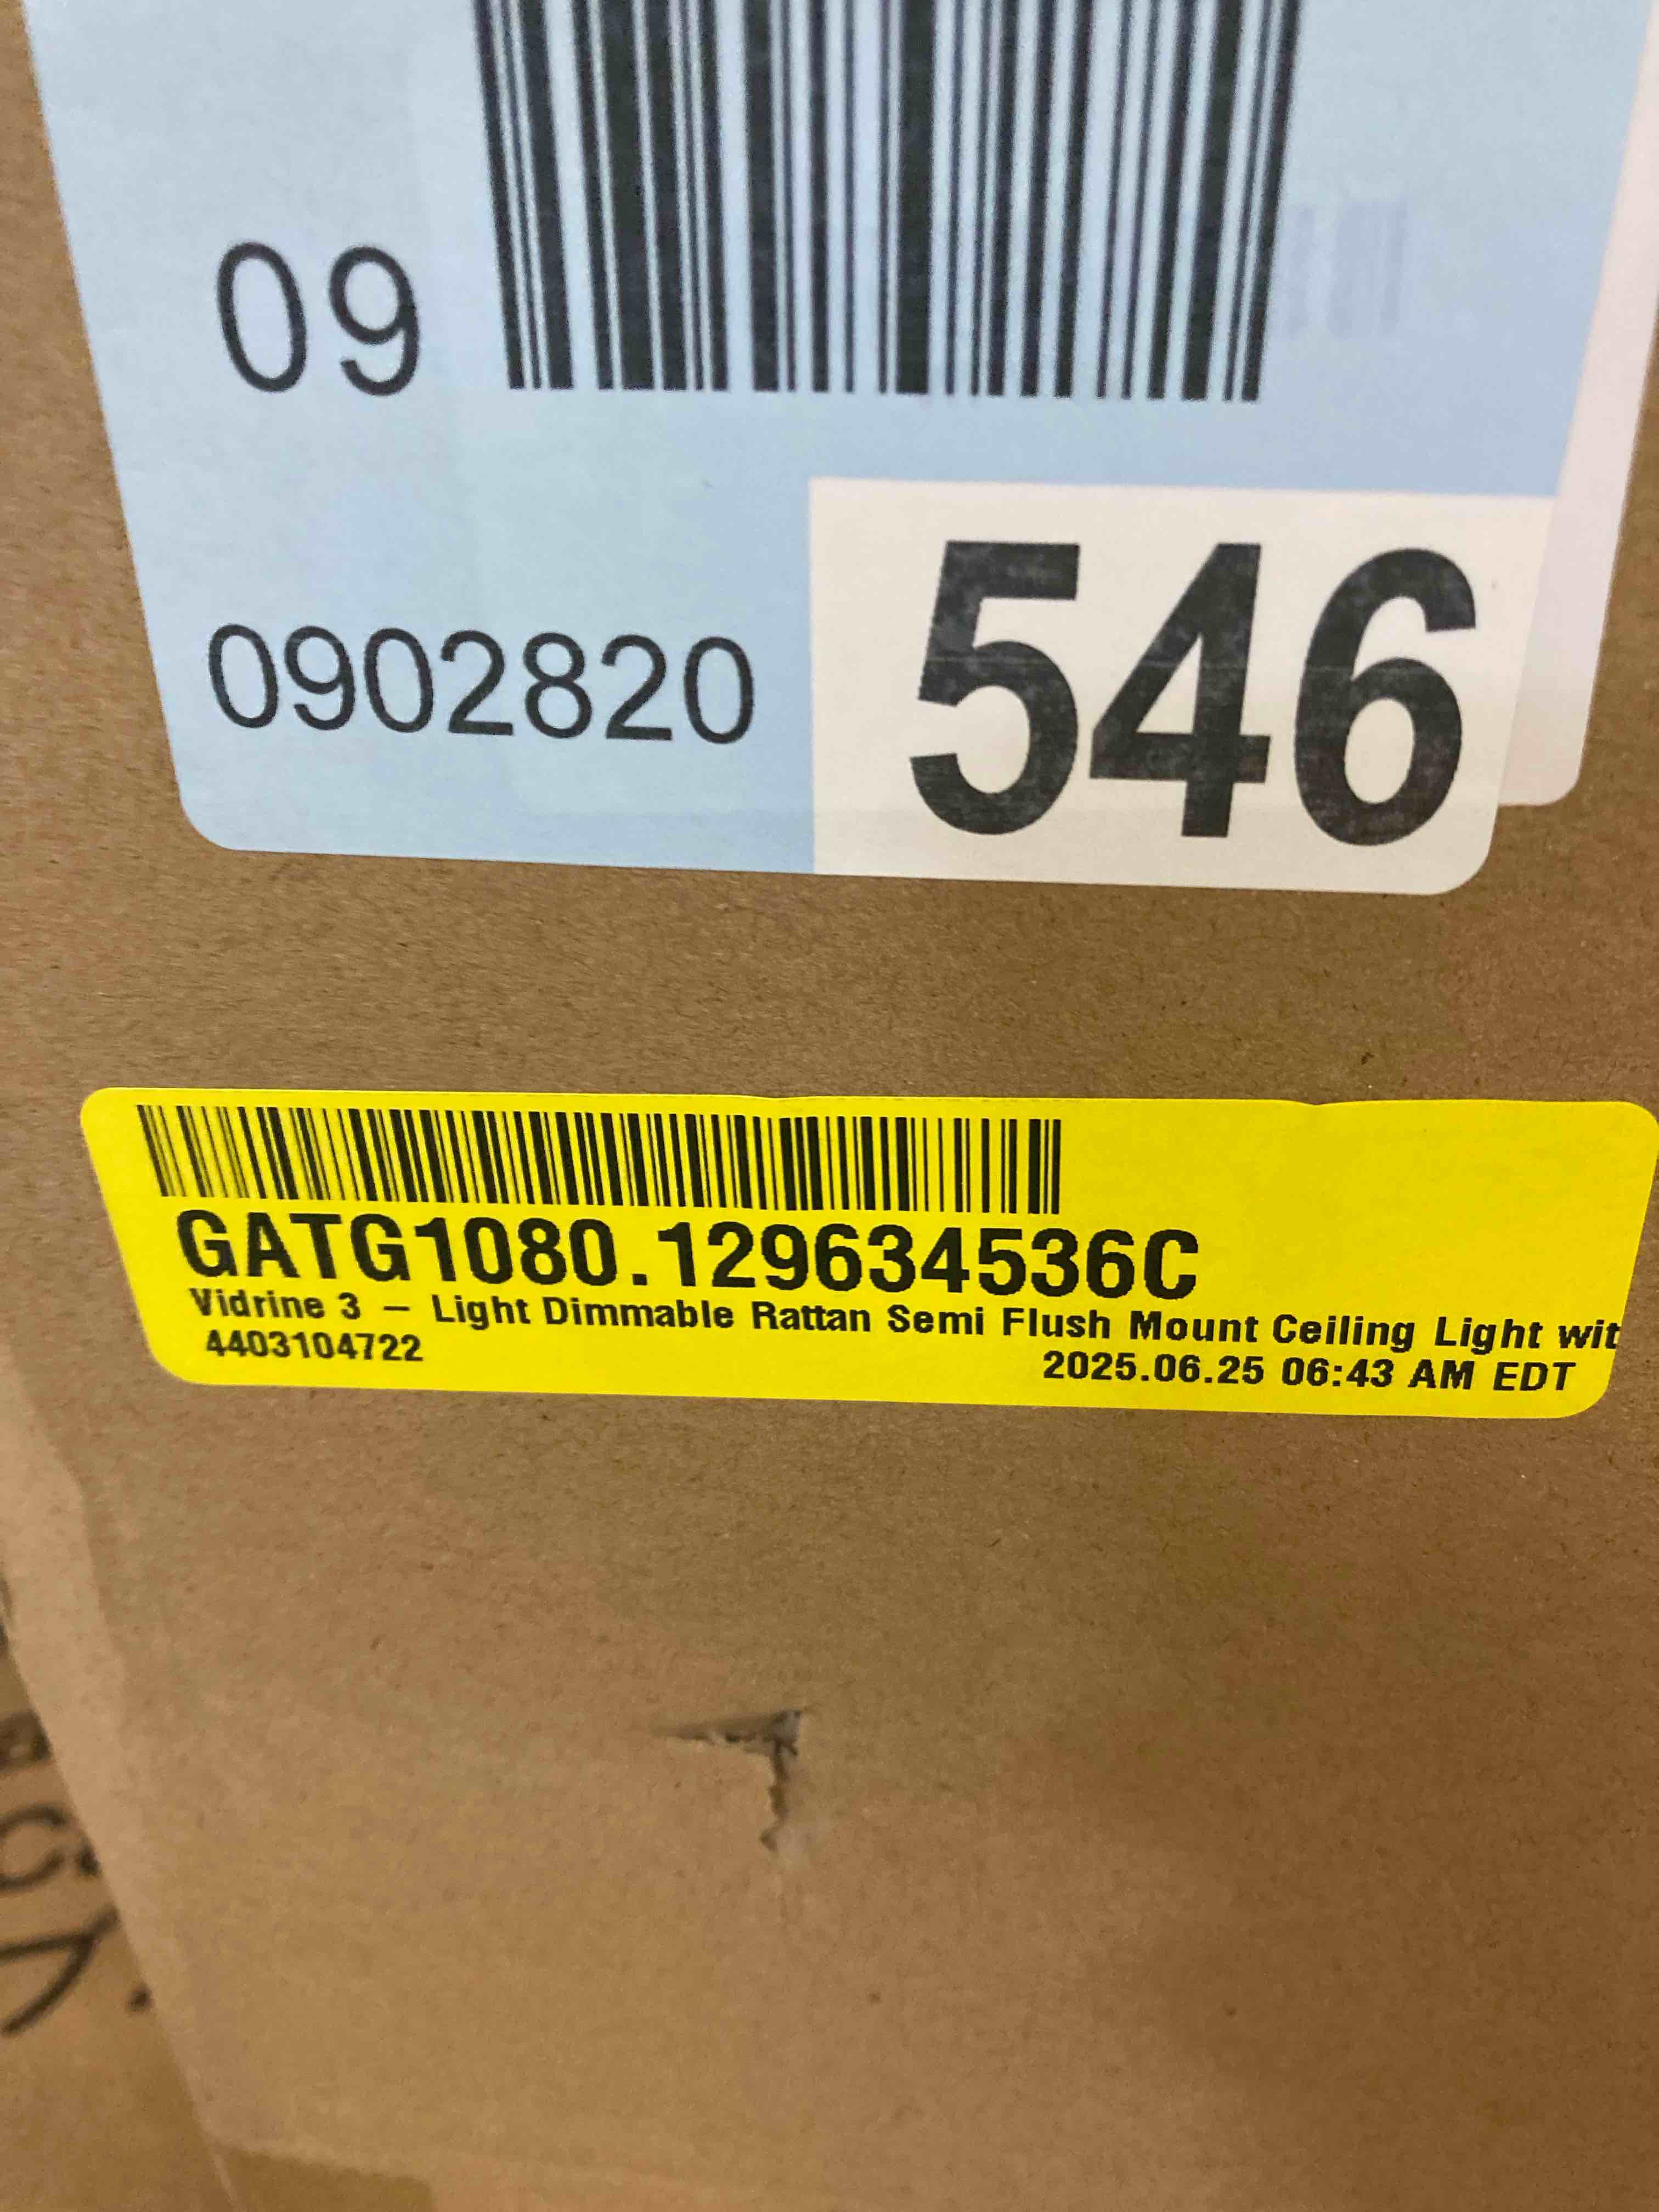 09
0902820
546
GATG1080.129634536C
Vidrine 3 – Light Dimmable Rattan Semi Flush Mount Ceiling Light wit
4403104722
2025.06.25 06:43 AM EDT